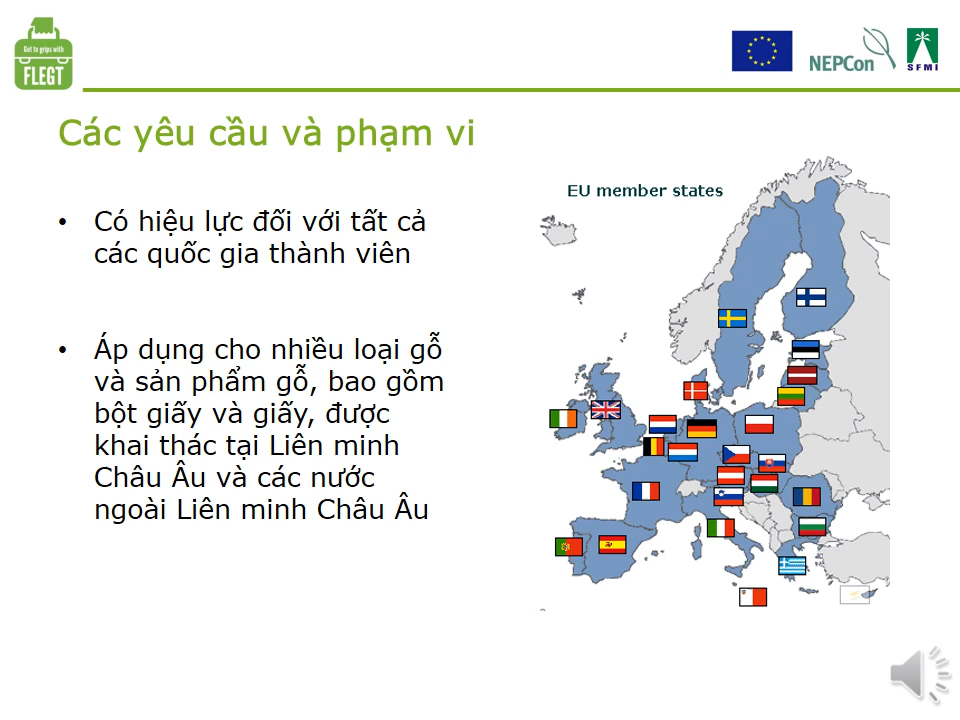 Get to grips with
FLEGT
NEPCon
SFMI
Các yêu cầu và phạm vi
EU member states
• Có hiệu lực đối với tất cả
các quốc gia thành viên
• Áp dụng cho nhiều loại gỗ
và sản phẩm gỗ, bao gồm
bột giấy và giấy, được
khai thác tại Liên minh
Châu Âu và các nước
ngoài Liên minh Châu Âu